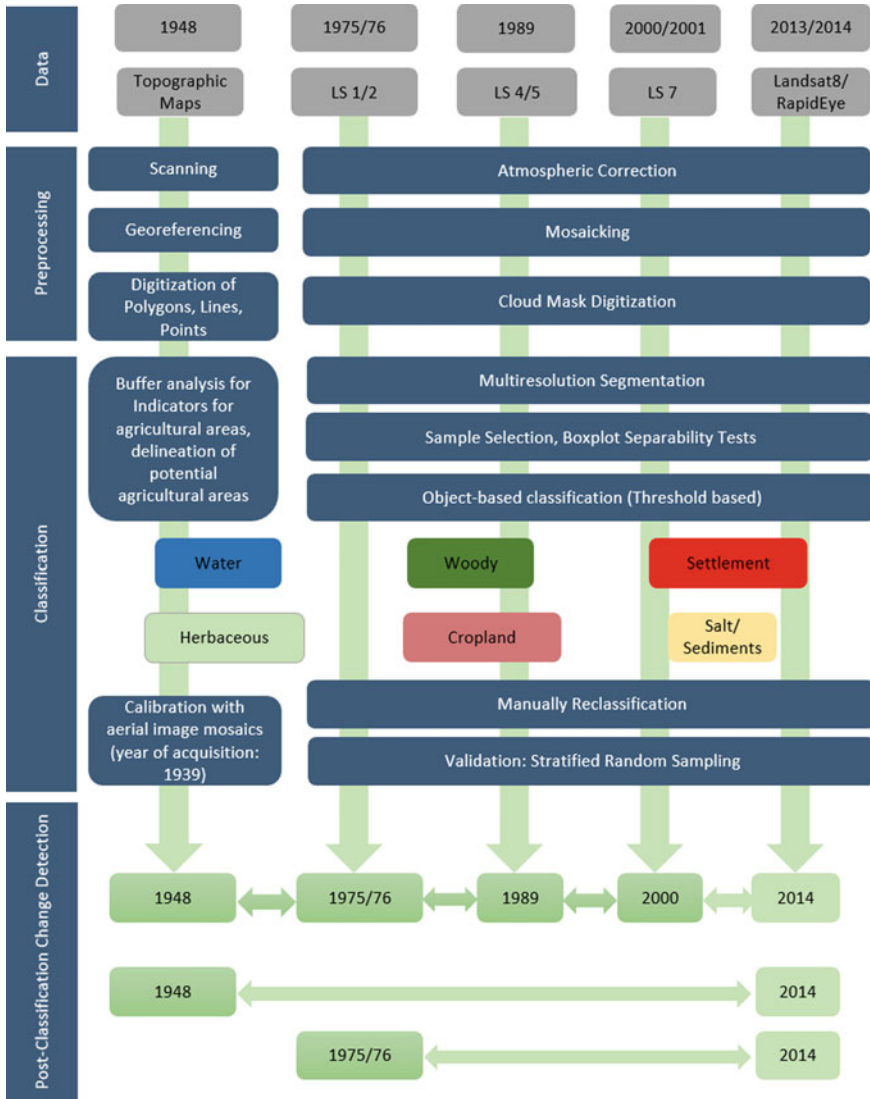 Data
1948
1975/76
1989
2000/2001
2013/2014
Topographic
Maps
LS 1/2
LS 4/5
LS 7
Landsat8/
RapidEye
Preprocessing
Scanning
Atmospheric Correction
Georeferencing
Mosaicking
Digitization of
Polygons, Lines,
Points
Cloud Mask Digitization
Classification
Buffer analysis for
Indicators for
agricultural areas,
delineation of
potential
agricultural areas
Multiresolution Segmentation
Sample Selection, Boxplot Separability Tests
Object-based classification (Threshold based)
Water
Woody
Settlement
Herbaceous
Cropland
Salt/
Sediments
Calibration with
aerial image mosaics
(year of acquisition:
1939)
Manually Reclassification
Validation: Stratified Random Sampling
Post-Classification Change Detection
1948
1975/76
1989
2000
2014
1948
2014
1975/76
2014